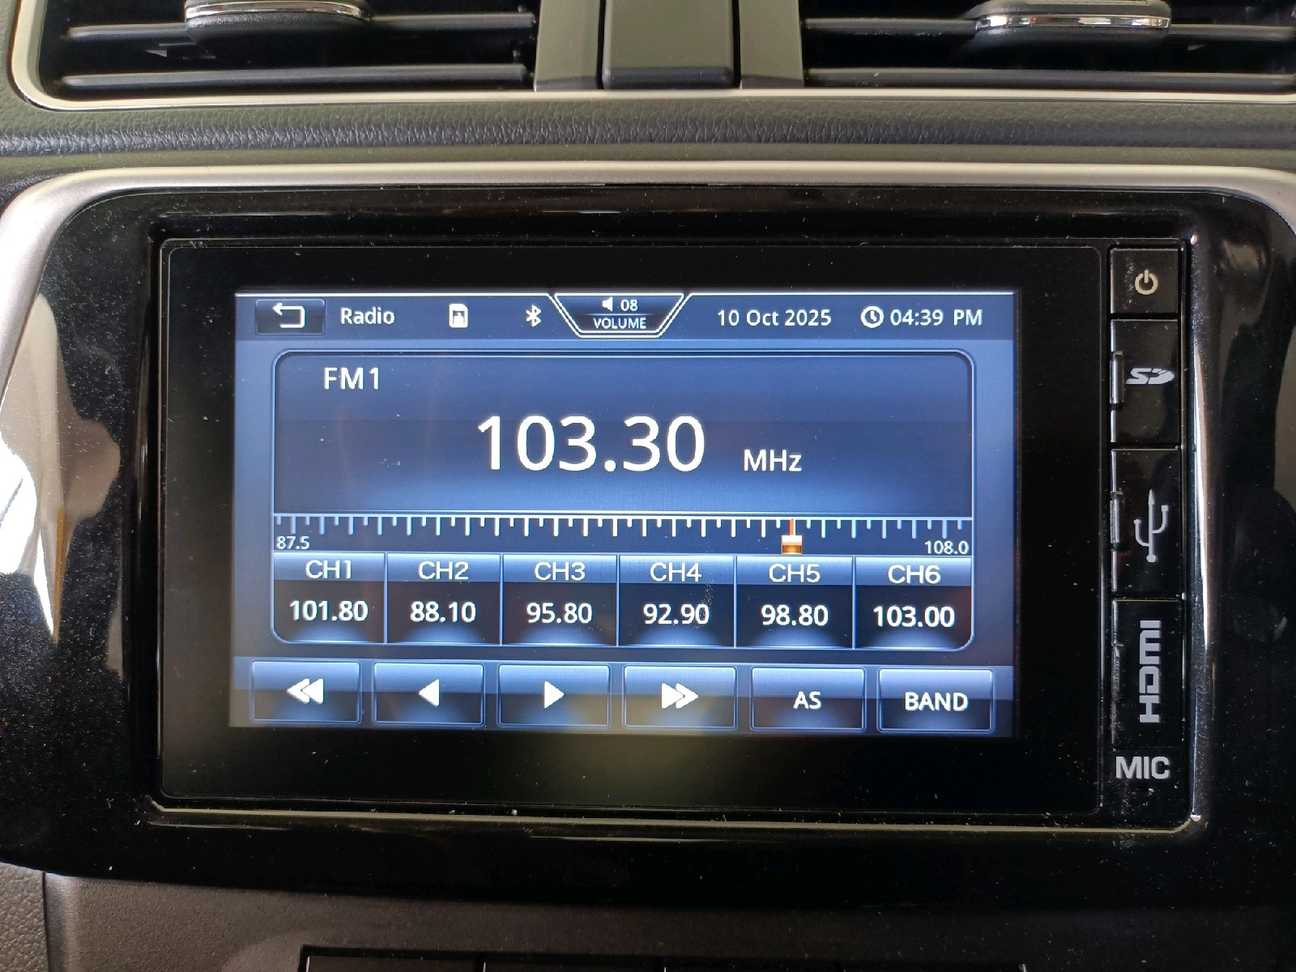 Radio 08 10 Oct 2025 04:39 PM
VOLUME
FM1
103.30 MHz
87.5 108.0
CH1 CH2 CH3 CH4 CH5 CH6
101.80 88.10 95.80 92.90 98.80 103.00
AS BAND
SD
HDMI
MIC